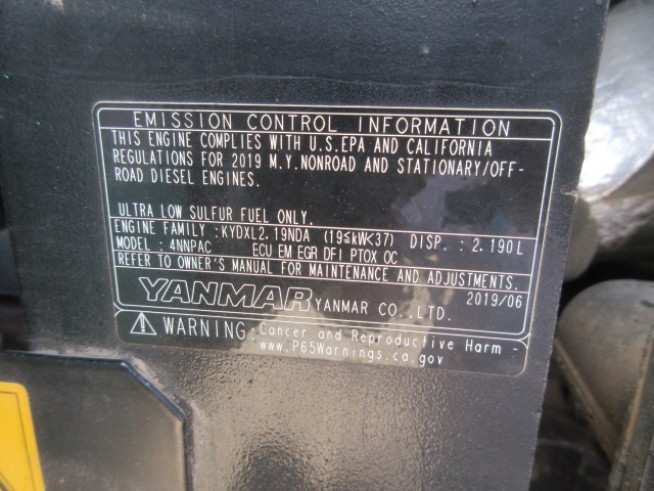 EMISSION CONTROL INFORMATION
THIS ENGINE COMPLIES WITH U.S.EPA AND CALIFORNIA
REGULATIONS FOR 2019 M.Y.NONROAD AND STATIONARY/OFF-
ROAD DIESEL ENGINES.
ULTRA LOW SULFUR FUEL ONLY.
ENGINE FAMILY :KYDXL2.19NDA (19≦kW<37) DISP. : 2.190L
MODEL : 4NNPAC ECU EM EGR DFI PTOX OC
REFER TO OWNER'S MANUAL FOR MAINTENANCE AND ADJUSTMENTS.
2019/06
YANMAR YANMAR CO.,LTD.
WARNING:Cancer and Reproductive Harm -
www.P65Warnings.ca.gov